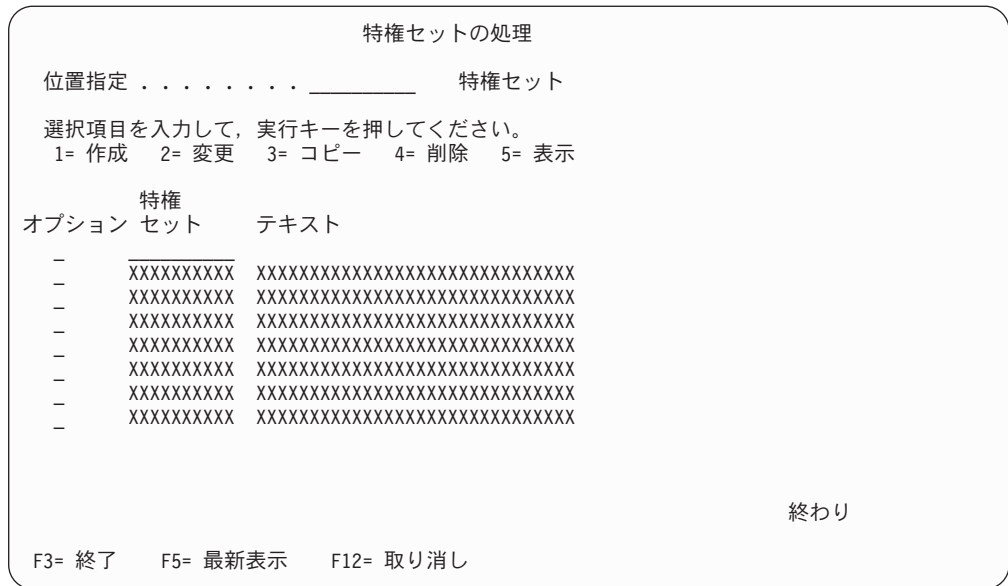 特権セットの処理
位置指定 . . . . . . . . __________ 特権セット
選択項目を入力して, 実行キーを押してください。
1= 作成 2= 変更 3= コピー 4= 削除 5= 表示
特権
オプション セット テキスト
_ __________
_ XXXXXXXXXX XXXXXXXXXXXXXXXXXXXXXXXXXXXXXX
_ XXXXXXXXXX XXXXXXXXXXXXXXXXXXXXXXXXXXXXXX
_ XXXXXXXXXX XXXXXXXXXXXXXXXXXXXXXXXXXXXXXX
_ XXXXXXXXXX XXXXXXXXXXXXXXXXXXXXXXXXXXXXXX
_ XXXXXXXXXX XXXXXXXXXXXXXXXXXXXXXXXXXXXXXX
_ XXXXXXXXXX XXXXXXXXXXXXXXXXXXXXXXXXXXXXXX
_ XXXXXXXXXX XXXXXXXXXXXXXXXXXXXXXXXXXXXXXX
終わり
F3= 終了 F5= 最新表示 F12= 取り消し